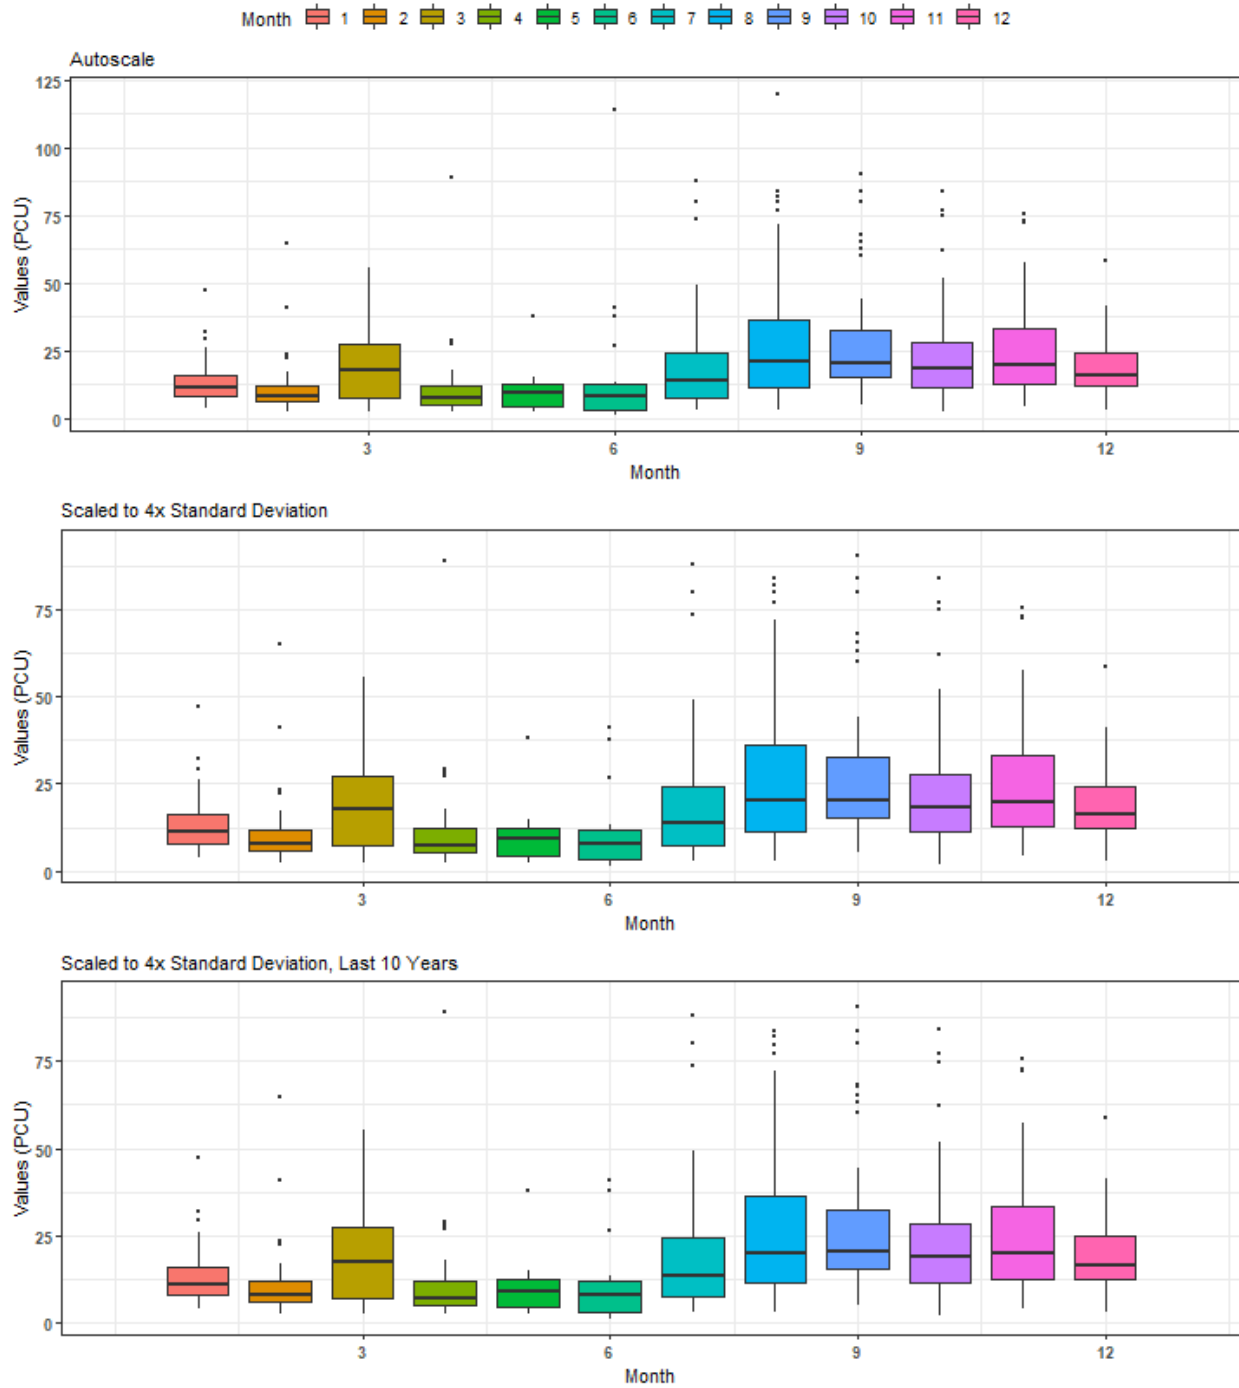 Month 1 2 3 4 5 6 7 8 9 10 11 12
Autoscale
125
100
75
50
25
0
Values (PCU)
3 6 9 12
Month
Scaled to 4x Standard Deviation
75
50
25
0
Values (PCU)
3 6 9 12
Month
Scaled to 4x Standard Deviation, Last 10 Years
75
50
25
0
Values (PCU)
3 6 9 12
Month